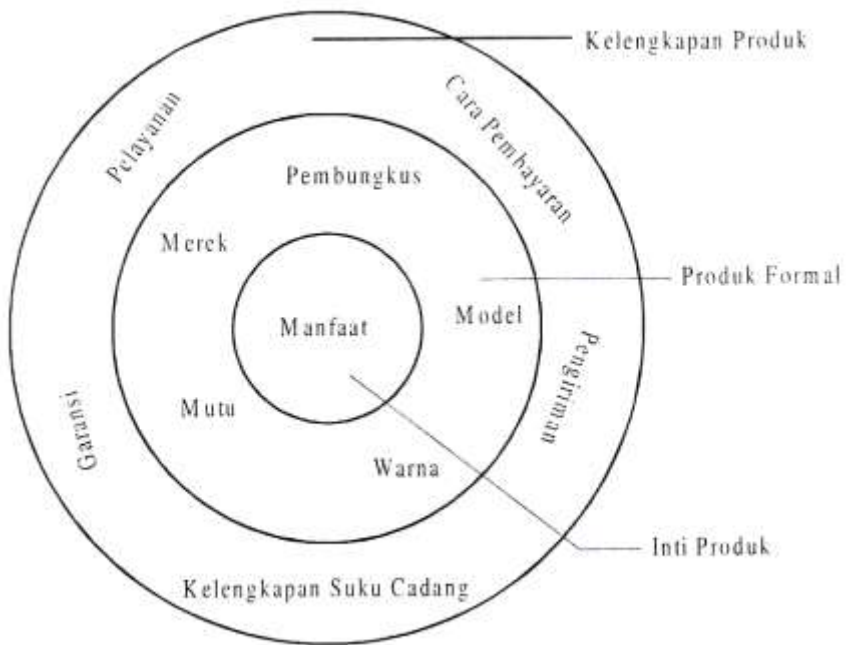 Kelengkapan Produk
Pelayanan
Cara Pembayaran
Pembungkus
Merek
Produk Formal
Model
Manfaat
Pengiriman
Mutu
Garansi
Warna
Inti Produk
Kelengkapan Suku Cadang